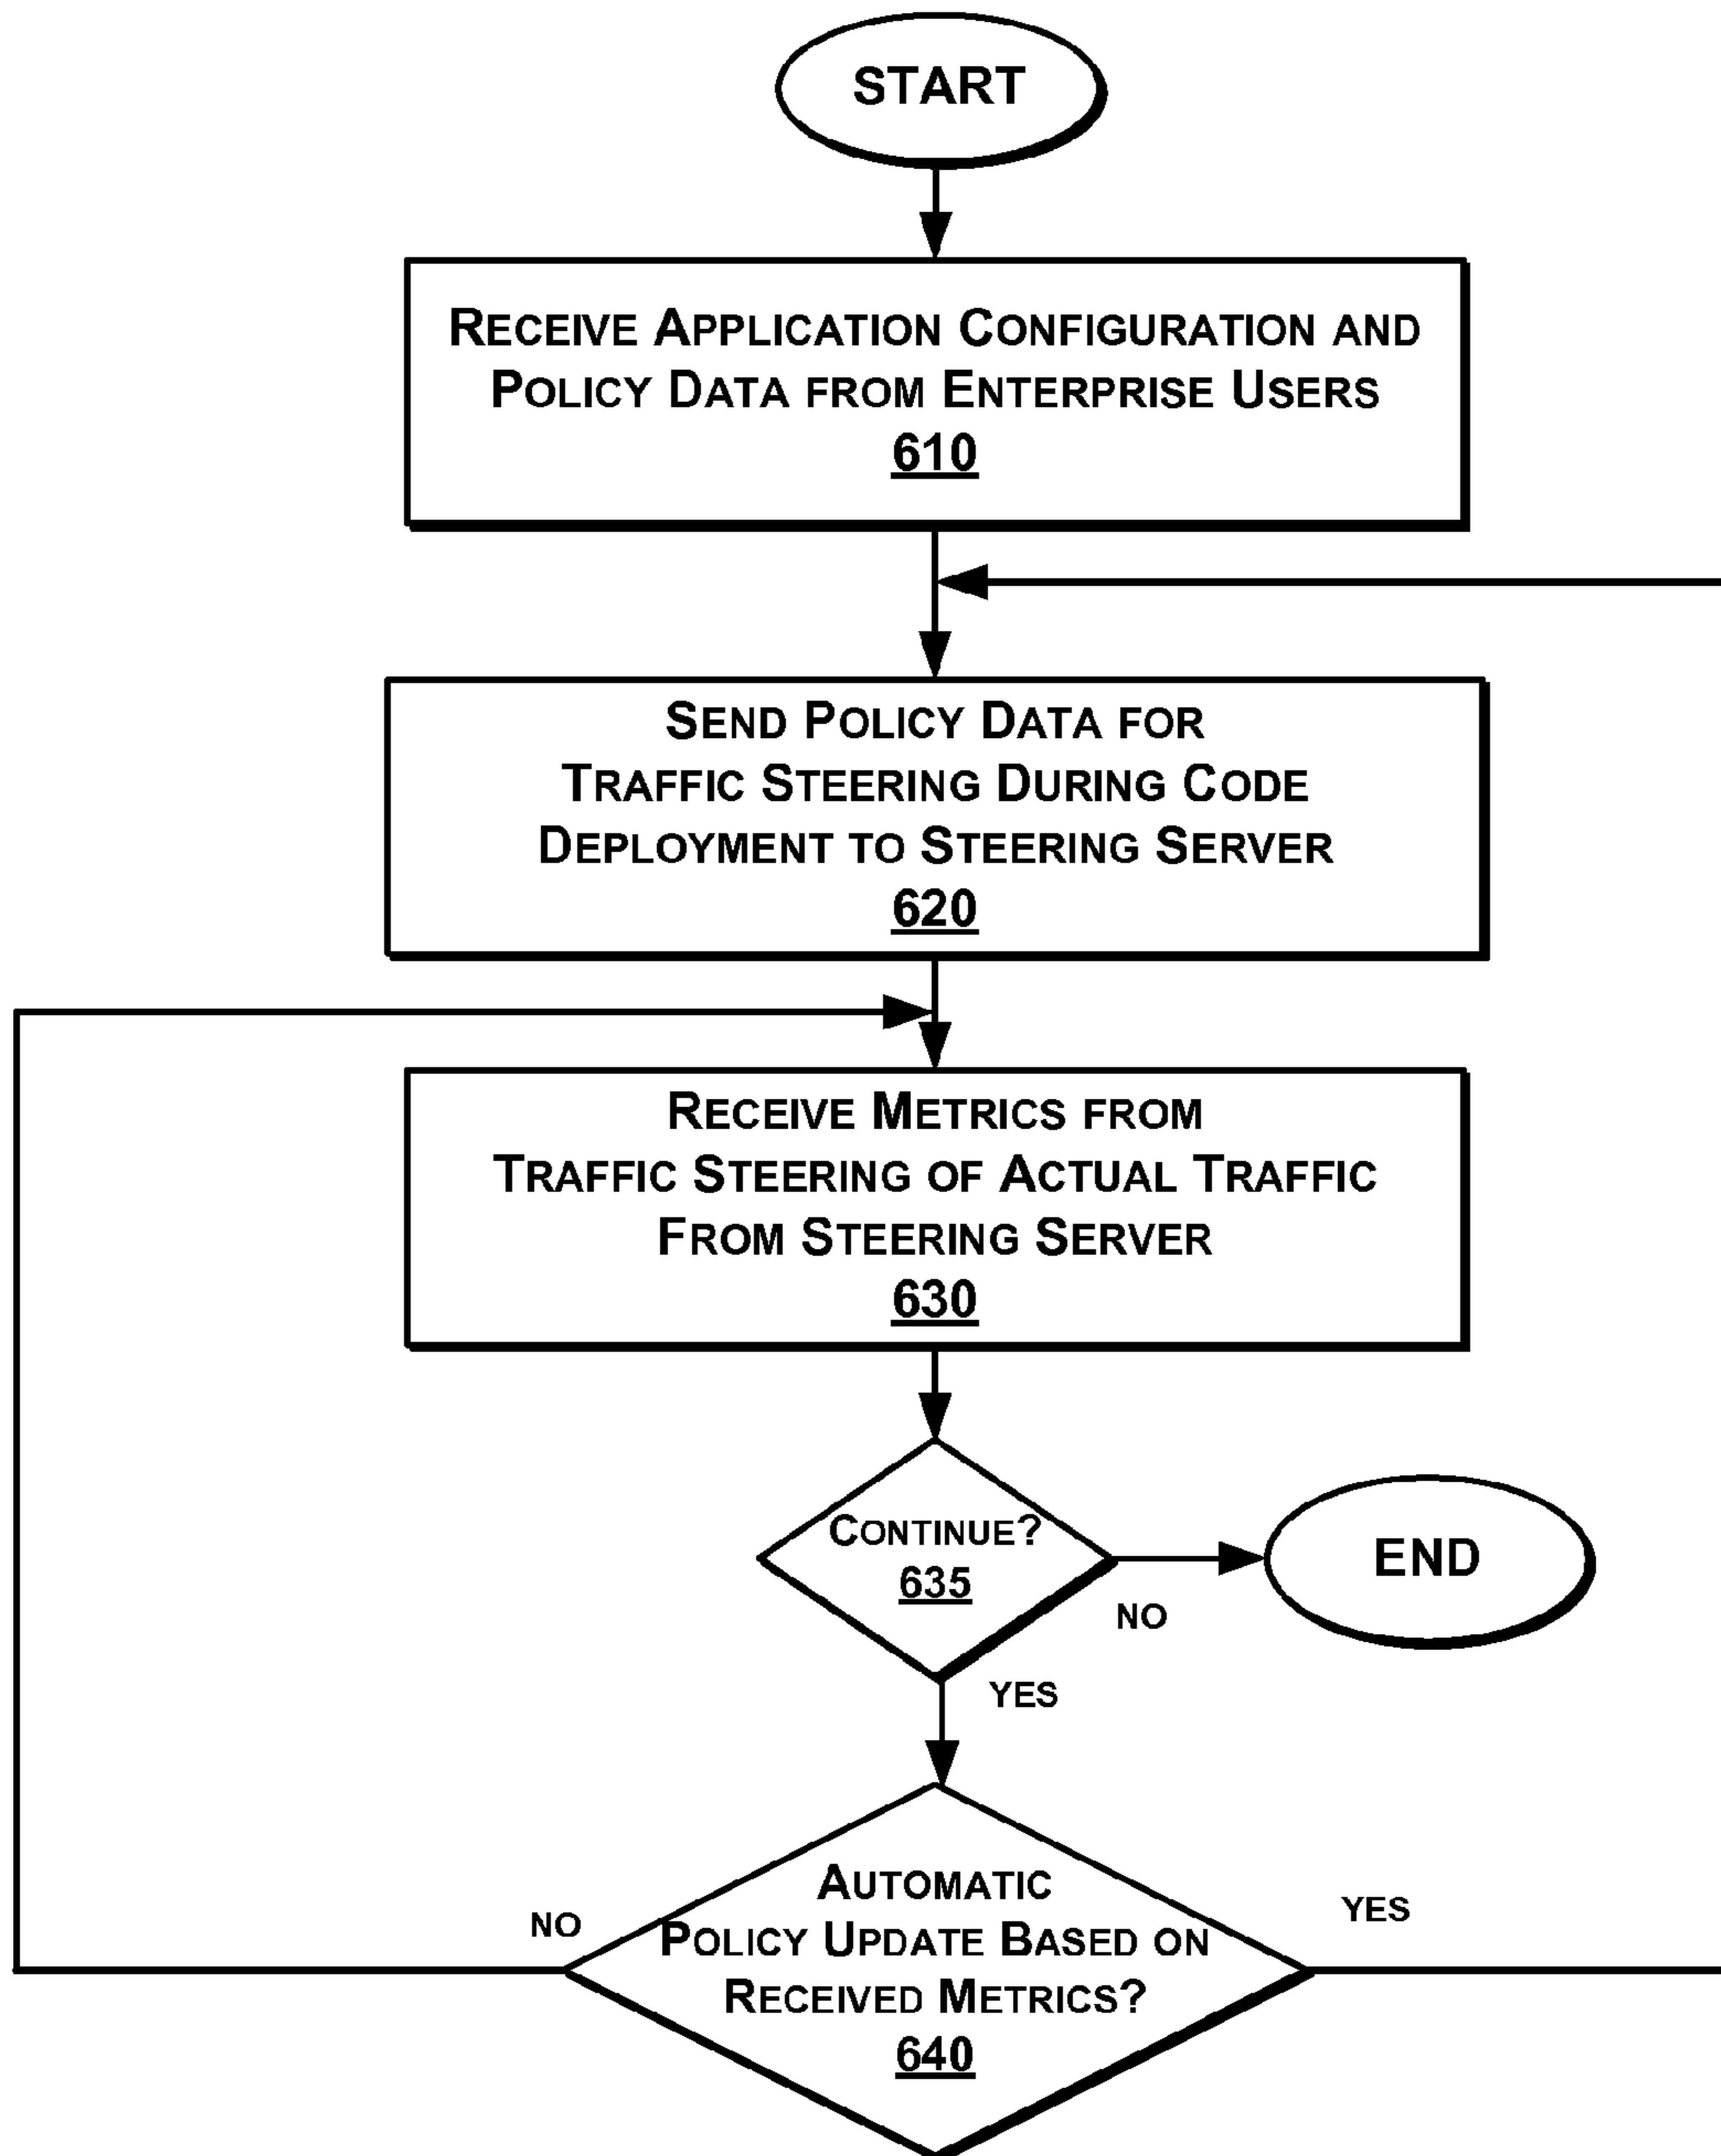 START
RECEIVE APPLICATION CONFIGURATION AND
POLICY DATA FROM ENTERPRISE USERS
610
SEND POLICY DATA FOR
TRAFFIC STEERING DURING CODE
DEPLOYMENT TO STEERING SERVER
620
RECEIVE METRICS FROM
TRAFFIC STEERING OF ACTUAL TRAFFIC
FROM STEERING SERVER
630
CONTINUE?
635
NO
END
YES
AUTOMATIC
POLICY UPDATE BASED ON
RECEIVED METRICS?
640
NO
YES